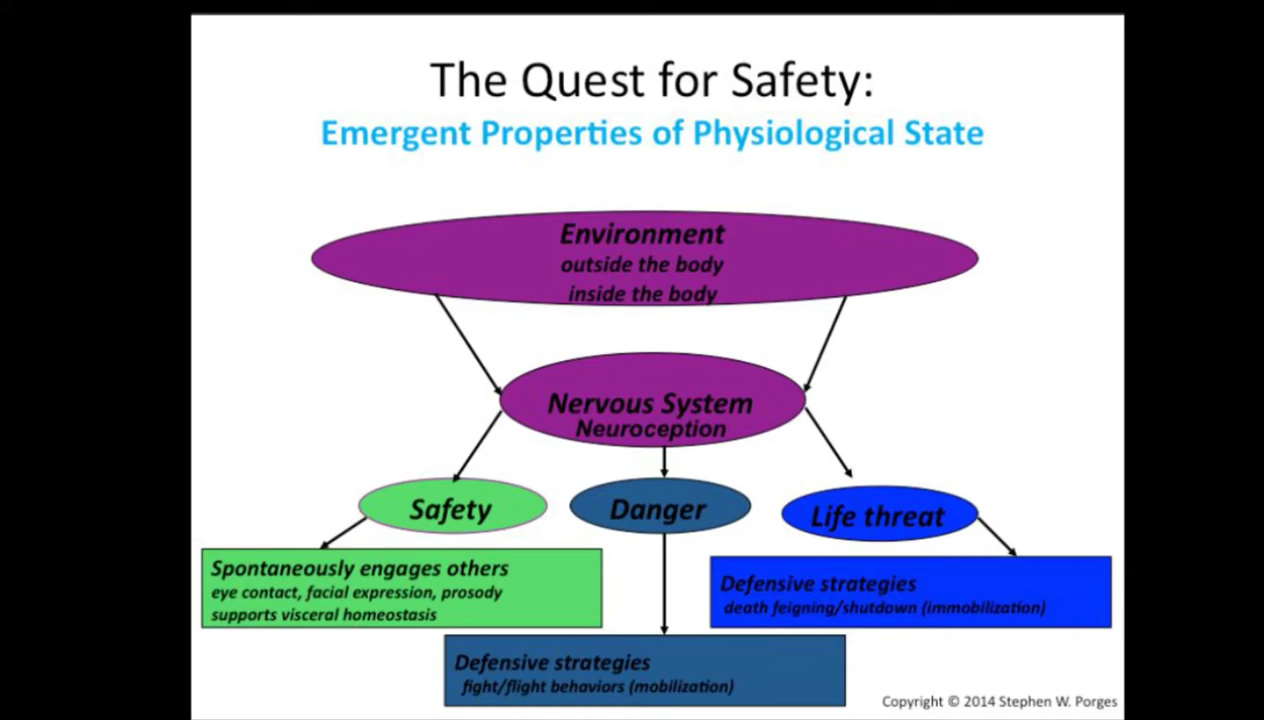 The Quest for Safety:
Emergent Properties of Physiological State
Environment
outside the body
inside the body
Nervous System
Neuroception
Safety
Danger
Life threat
Spontaneously engages others
eye contact, facial expression, prosody
supports visceral homeostasis
Defensive strategies
death feigning/shutdown (immobilization)
Defensive strategies
fight/flight behaviors (mobilization)
Copyright © 2014 Stephen W. Porges